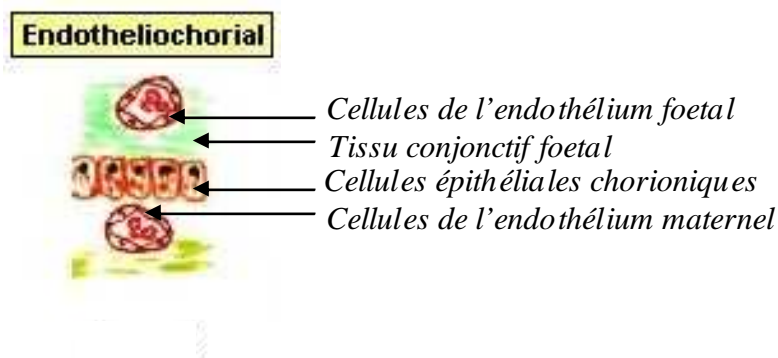 Endotheliochorial
Cellules de l'endothélium foetal
Tissu conjonctif foetal
Cellules épithéliales chorioniques
Cellules de l'endothélium maternel